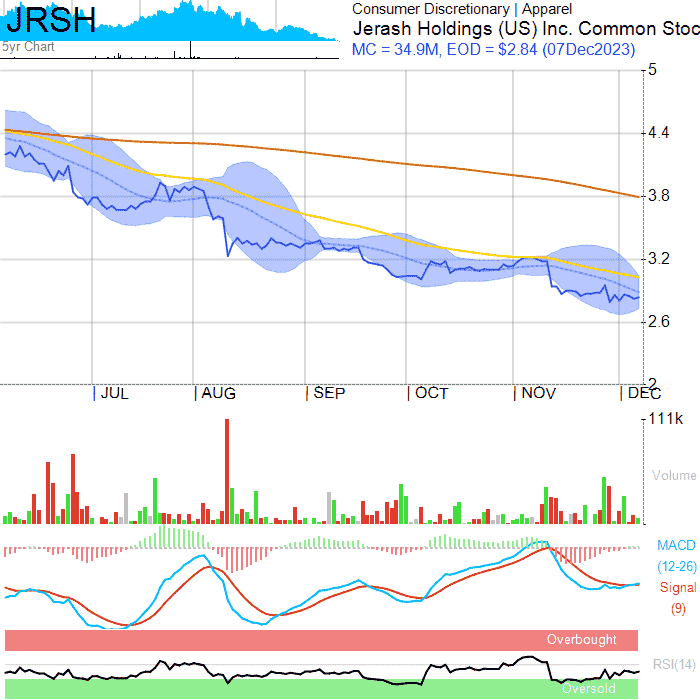 JRSH
5yr Chart
Consumer Discretionary | Apparel
Jerash Holdings (US) Inc. Common Stoc
MC = 34.9M, EOD = $2.84 (07Dec2023)
5
4.4
3.8
3.2
2.6
2
JUL
AUG
SEP
OCT
NOV
DEC
111k
Volume
MACD
(12-26)
Signal
(9)
Overbought
RSI(14)
Oversold